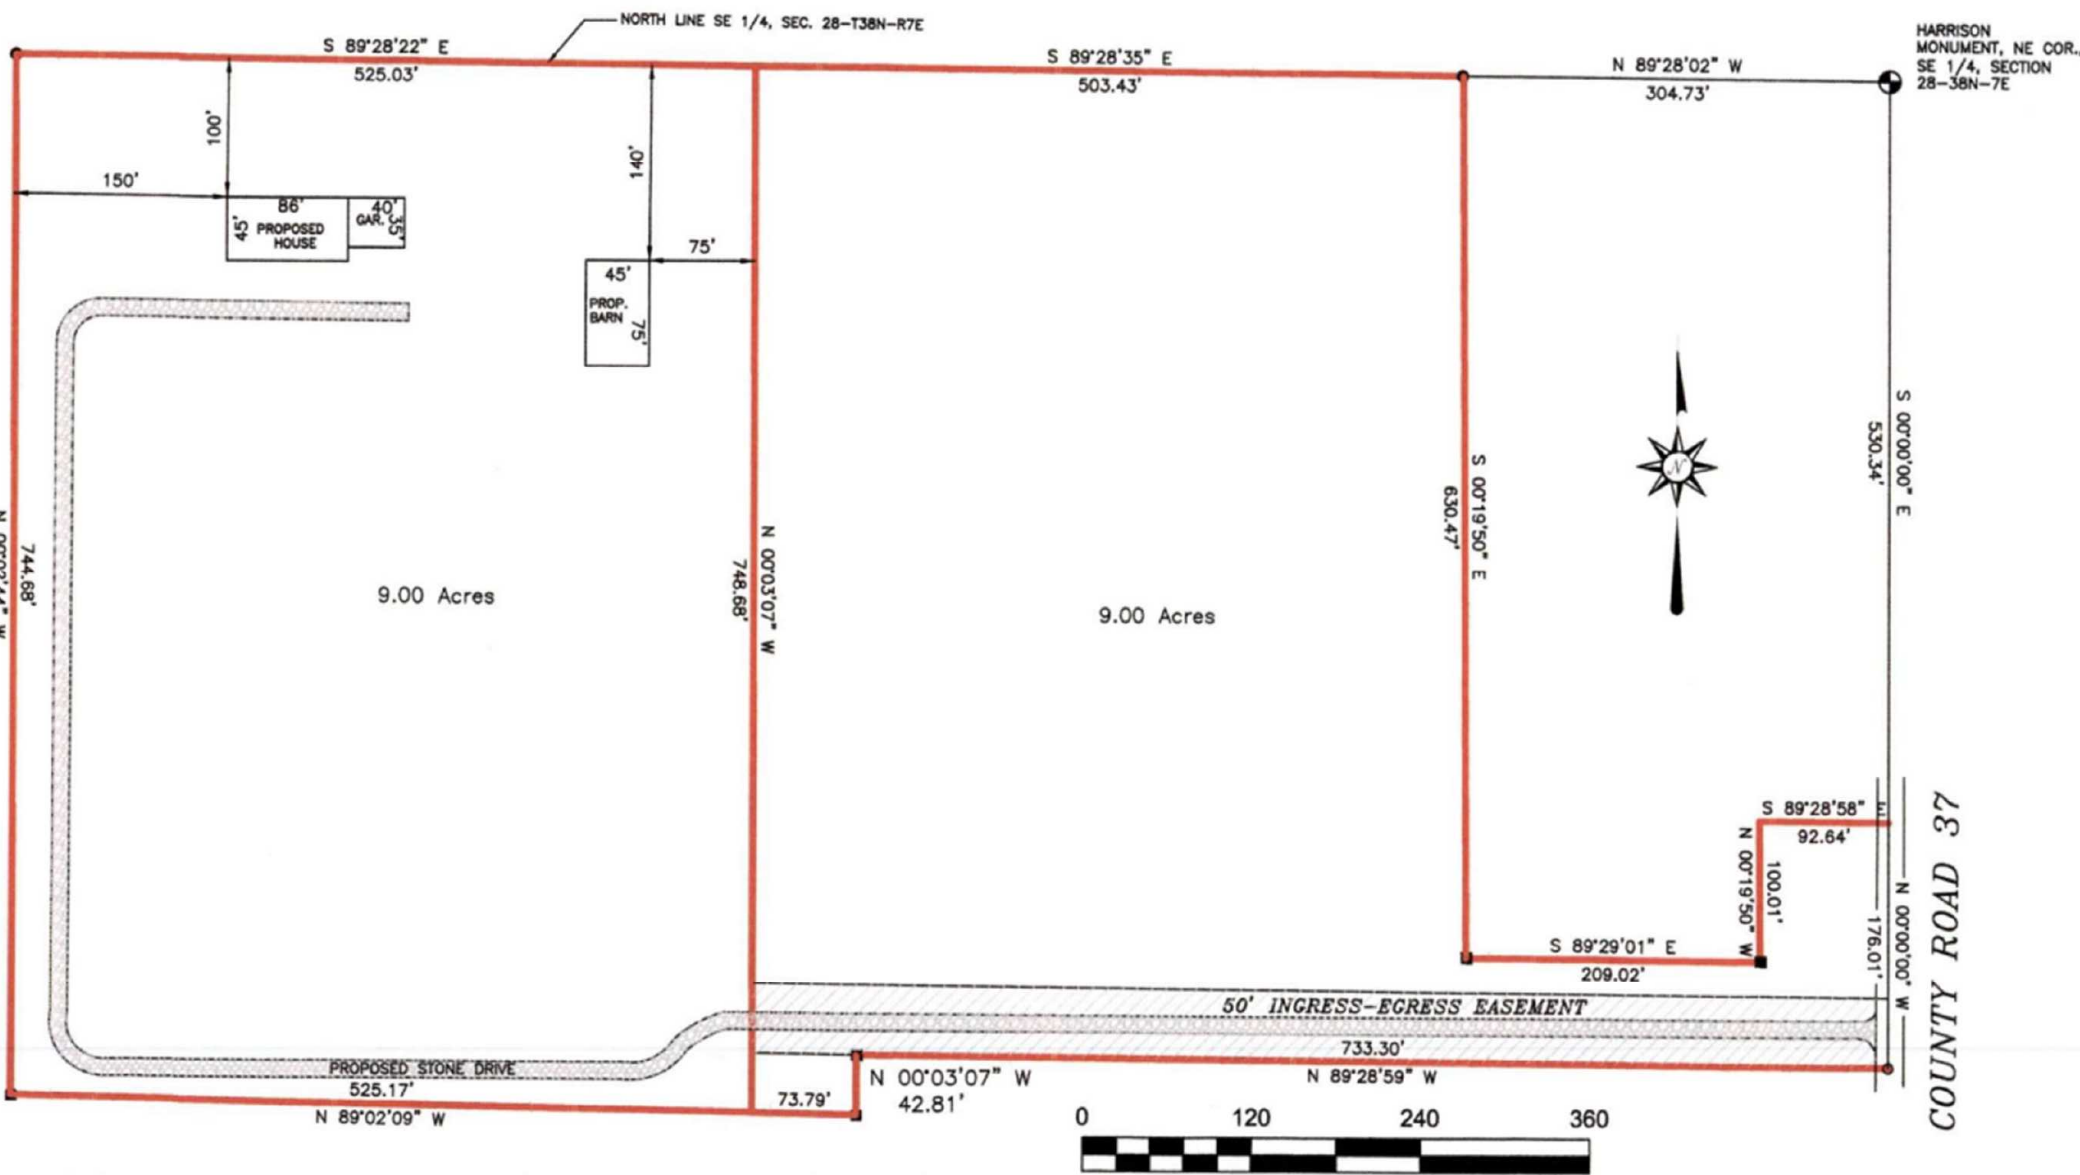 NORTH LINE SE 1/4, SEC. 28-T38N-R7E
S 89°28'22" E
525.03'
S 89°28'35" E
503.43'
N 89°28'02" W
304.73'
HARRISON
MONUMENT, NE COR.,
SE 1/4, SECTION
28-38N-7E
100'
140'
150'
86'
45'
PROPOSED
HOUSE
40'
GAR.
35'
75'
45'
PROP.
BARN
75'
S 00°00'00" E
530.34'
N
S 00°19'50" E
630.47'
N 00°03'07" W
748.68'
744.68'
9.00 Acres
9.00 Acres
S 89°28'58" E
92.64'
N 00°19'50" W
100.01'
N 00°00'00" W
176.01'
COUNTY ROAD 37
S 89°29'01" E
209.02'
50' INGRESS-EGRESS EASEMENT
733.30'
N 89°28'59" W
PROPOSED STONE DRIVE
525.17'
N 89°02'09" W
73.79'
N 00°03'07" W
42.81'
0 120 240 360